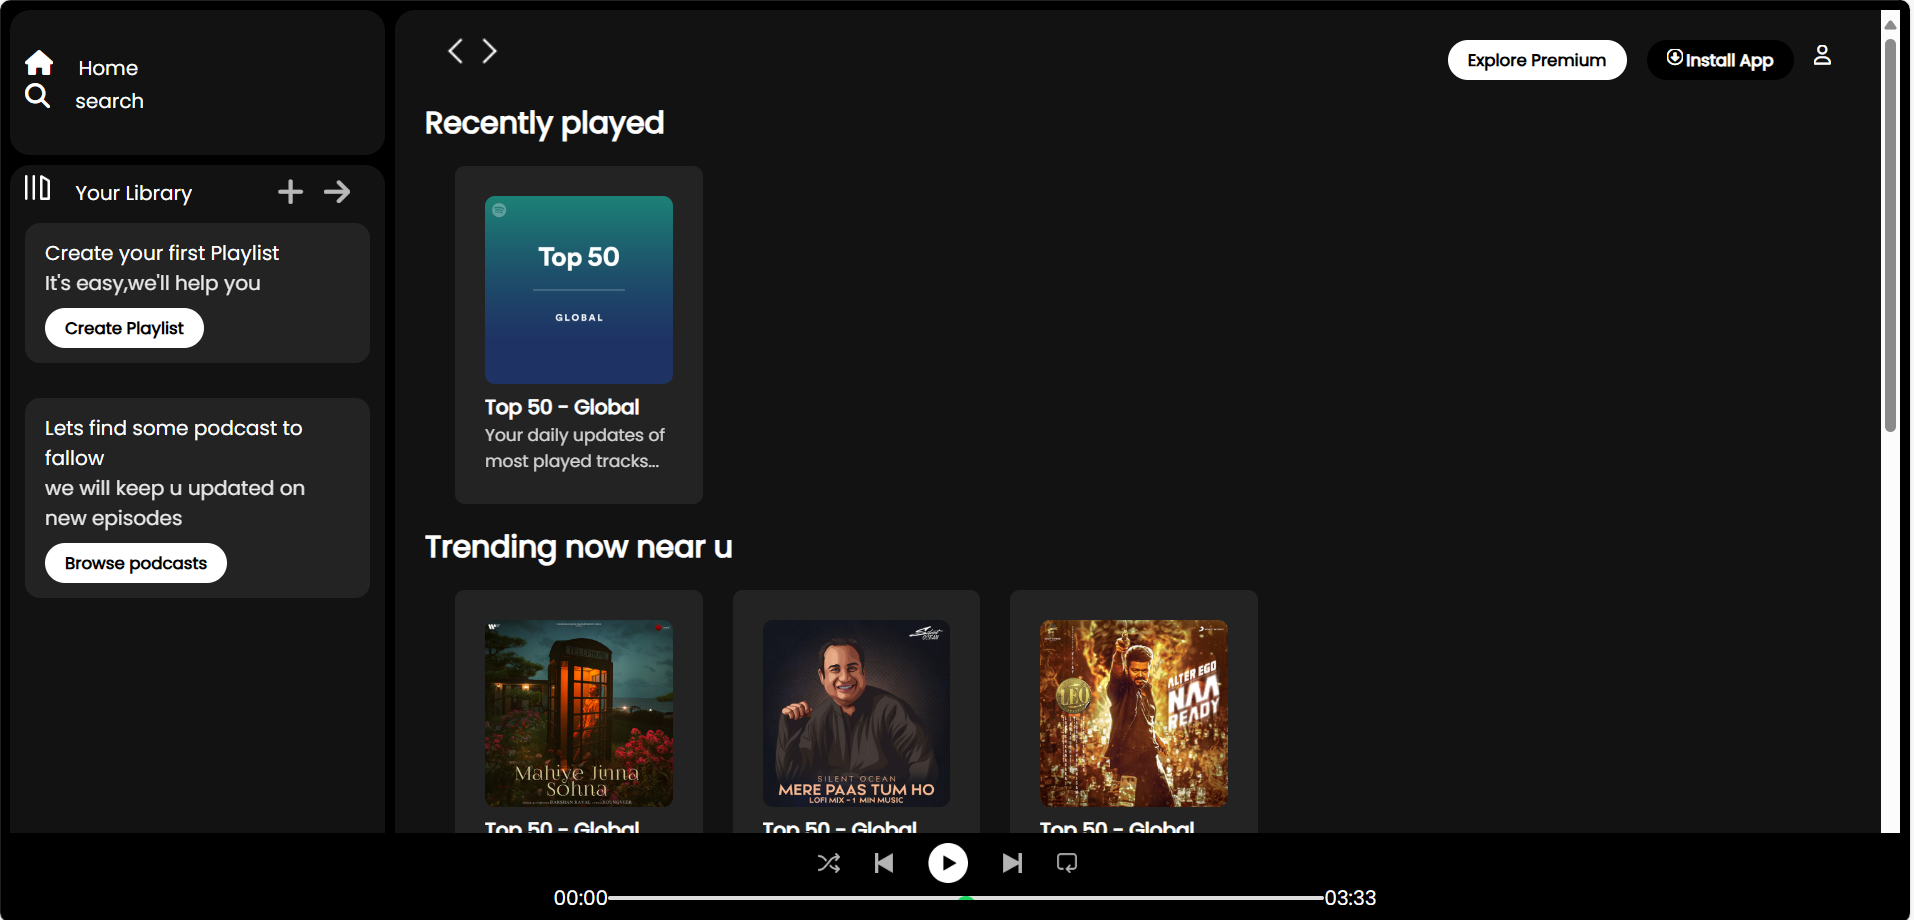 Home
search
Your Library
Create your first Playlist
It's easy,we'll help you
Create Playlist
Lets find some podcast to
fallow
we will keep u updated on
new episodes
Browse podcasts
Explore Premium
Install App
Recently played
Top 50
GLOBAL
Top 50 - Global
Your daily updates of
most played tracks...
Trending now near u
Mahiye Jinna
Sohna
Silent
OCEAN
SILENT OCEAN
MERE PAAS TUM HO
LOFI MIX - 1 MIN MUSIC
LEO
ALTER EGO
NAA
READY
Top 50 - Global
Top 50 - Global
Top 50 - Global
00:00
03:33